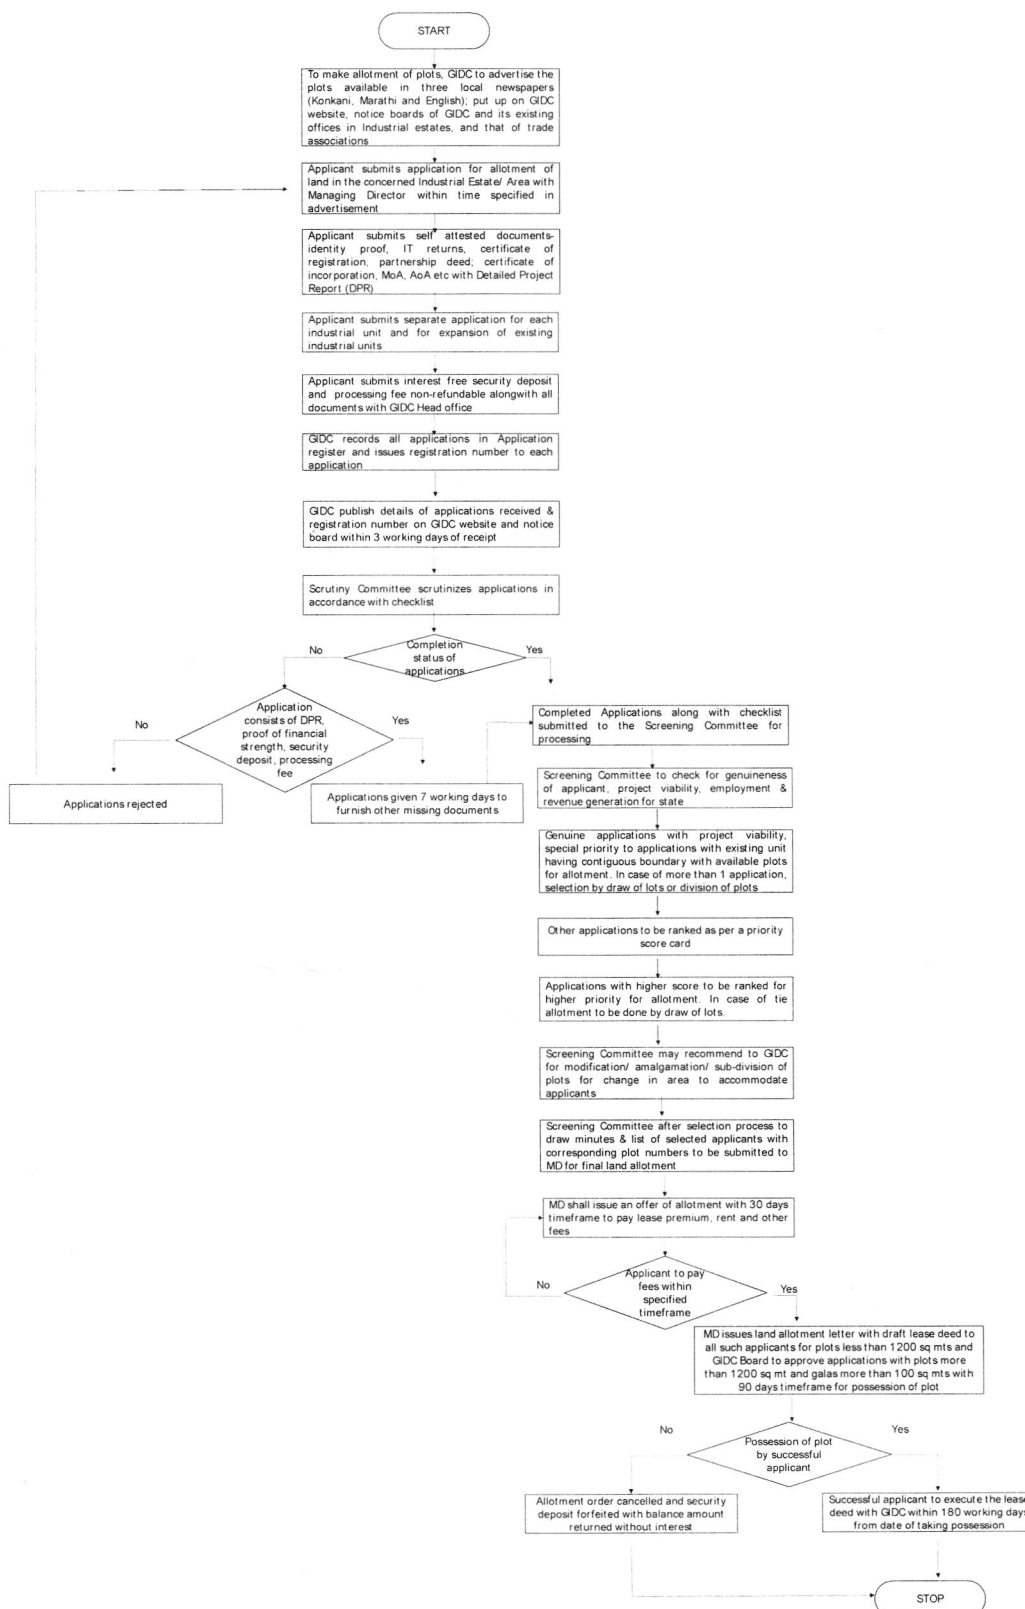 START
To make allotment of plots, GIDC to advertise the
plots available in three local newspapers
(Konkani, Marathi and English); put up on GIDC
website, notice boards of GIDC and its existing
offices in Industrial estates, and that of trade
associations
Applicant submits application for allotment of
land in the concerned Industrial Estate/ Area with
Managing Director within time specified in
advertisement
Applicant submits self attested documents-
identity proof, IT returns, certificate of
registration, partnership deed; certificate of
incorporation, MoA, AoA etc with Detailed Project
Report (DPR)
Applicant submits separate application for each
industrial unit and for expansion of existing
industrial units
Applicant submits interest free security deposit
and processing fee non-refundable alongwith all
documents with GIDC Head office
GIDC records all applications in Application
register and issues registration number to each
application
GIDC publish details of applications received &
registration number on GIDC website and notice
board within 3 working days of receipt
Scrutiny Committee scrutinizes applications in
accordance with checklist
No
Completion
status of
applications
Yes
No
Application
consists of DPR,
proof of financial
strength, security
deposit, processing
fee
Yes
Applications rejected
Applications given 7 working days to
furnish other missing documents
Completed Applications along with checklist
submitted to the Screening Committee for
processing
Screening Committee to check for genuineness
of applicant, project viability, employment &
revenue generation for state
Genuine applications with project viability,
special priority to applications with existing unit
having contiguous boundary with available plots
for allotment. In case of more than 1 application,
selection by draw of lots or division of plots
Other applications to be ranked as per a priority
score card
Applications with higher score to be ranked for
higher priority for allotment. In case of tie
allotment to be done by draw of lots.
Screening Committee may recommend to GIDC
for modification/ amalgamation/ sub-division of
plots for change in area to accommodate
applicants
Screening Committee after selection process to
draw minutes & list of selected applicants with
corresponding plot numbers to be submitted to
MD for final land allotment
MD shall issue an offer of allotment with 30 days
timeframe to pay lease premium, rent and other
fees
No
Applicant to pay
fees within
specified
timeframe
Yes
MD issues land allotment letter with draft lease deed to
all such applicants for plots less than 1200 sq mts and
GIDC Board to approve applications with plots more
than 1200 sq mt and galas more than 100 sq mts with
90 days timeframe for possession of plot
No
Possession of plot
by successful
applicant
Yes
Allotment order cancelled and security
deposit forfeited with balance amount
returned without interest
Successful applicant to execute the lease
deed with GIDC within 180 working days
from date of taking possession
STOP